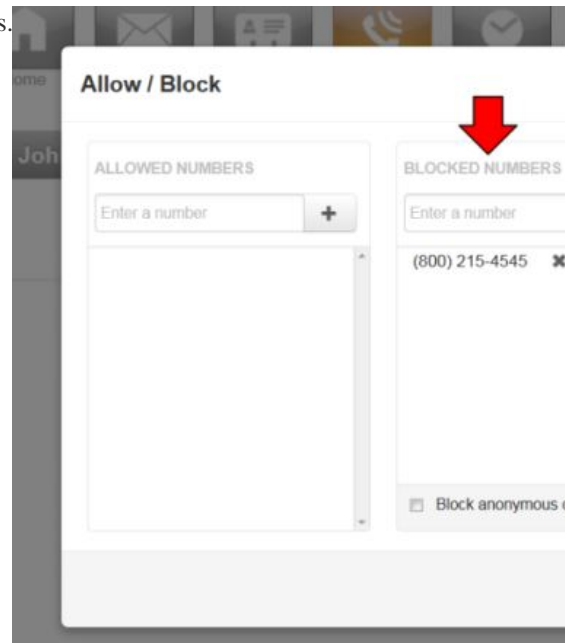 s.
ome
Allow / Block
Joh
ALLOWED NUMBERS
Enter a number
+
BLOCKED NUMBERS
Enter a number
(800) 215-4545
Block anonymous